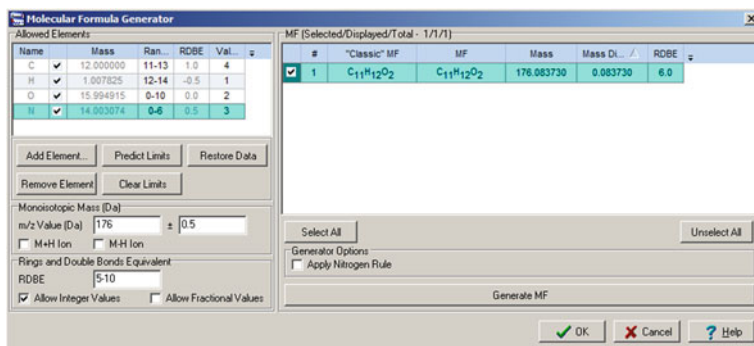 Molecular Formula Generator
Allowed Elements
Name Mass Ran... RDBE Val...
C 12.000000 11-13 1.0 4
H 1.007825 12-14 -0.5 1
O 15.994915 0-10 0.0 2
N 14.003074 0-6 0.5 3
Add Element... Predict Limits Restore Data
Remove Element Clear Limits
Monoisotopic Mass (Da)
m/z Value (Da) 176 ± 0.5
M+H Ion M-H Ion
Rings and Double Bonds Equivalent
RDBE 5-10
Allow Integer Values Allow Fractional Values
MF (Selected/Displayed/Total - 1/1/1)
# "Classic" MF MF Mass Mass Di... RDBE
1 C11H12O2 C11H12O2 176.083730 0.083730 6.0
Select All Unselect All
Generator Options
Apply Nitrogen Rule
Generate MF
OK Cancel Help